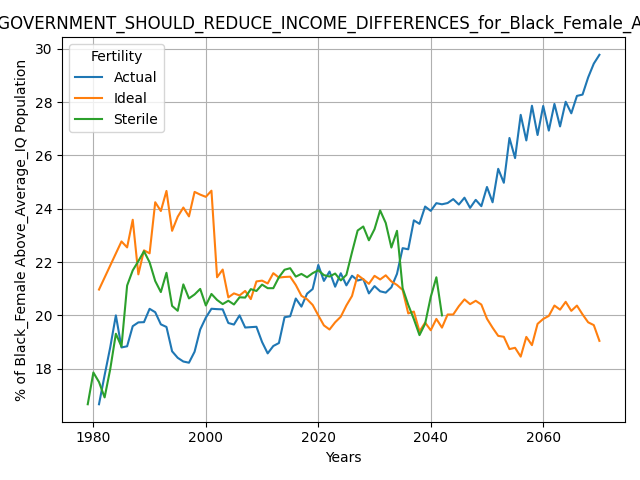 GOVERNMENT_SHOULD_REDUCE_INCOME_DIFFERENCES_for_Black_Female_A
Fertility
Actual
Ideal
Sterile
% of Black_Female Above_Average_IQ Population
30
28
26
24
22
20
18
1980 2000 2020 2040 2060
Years